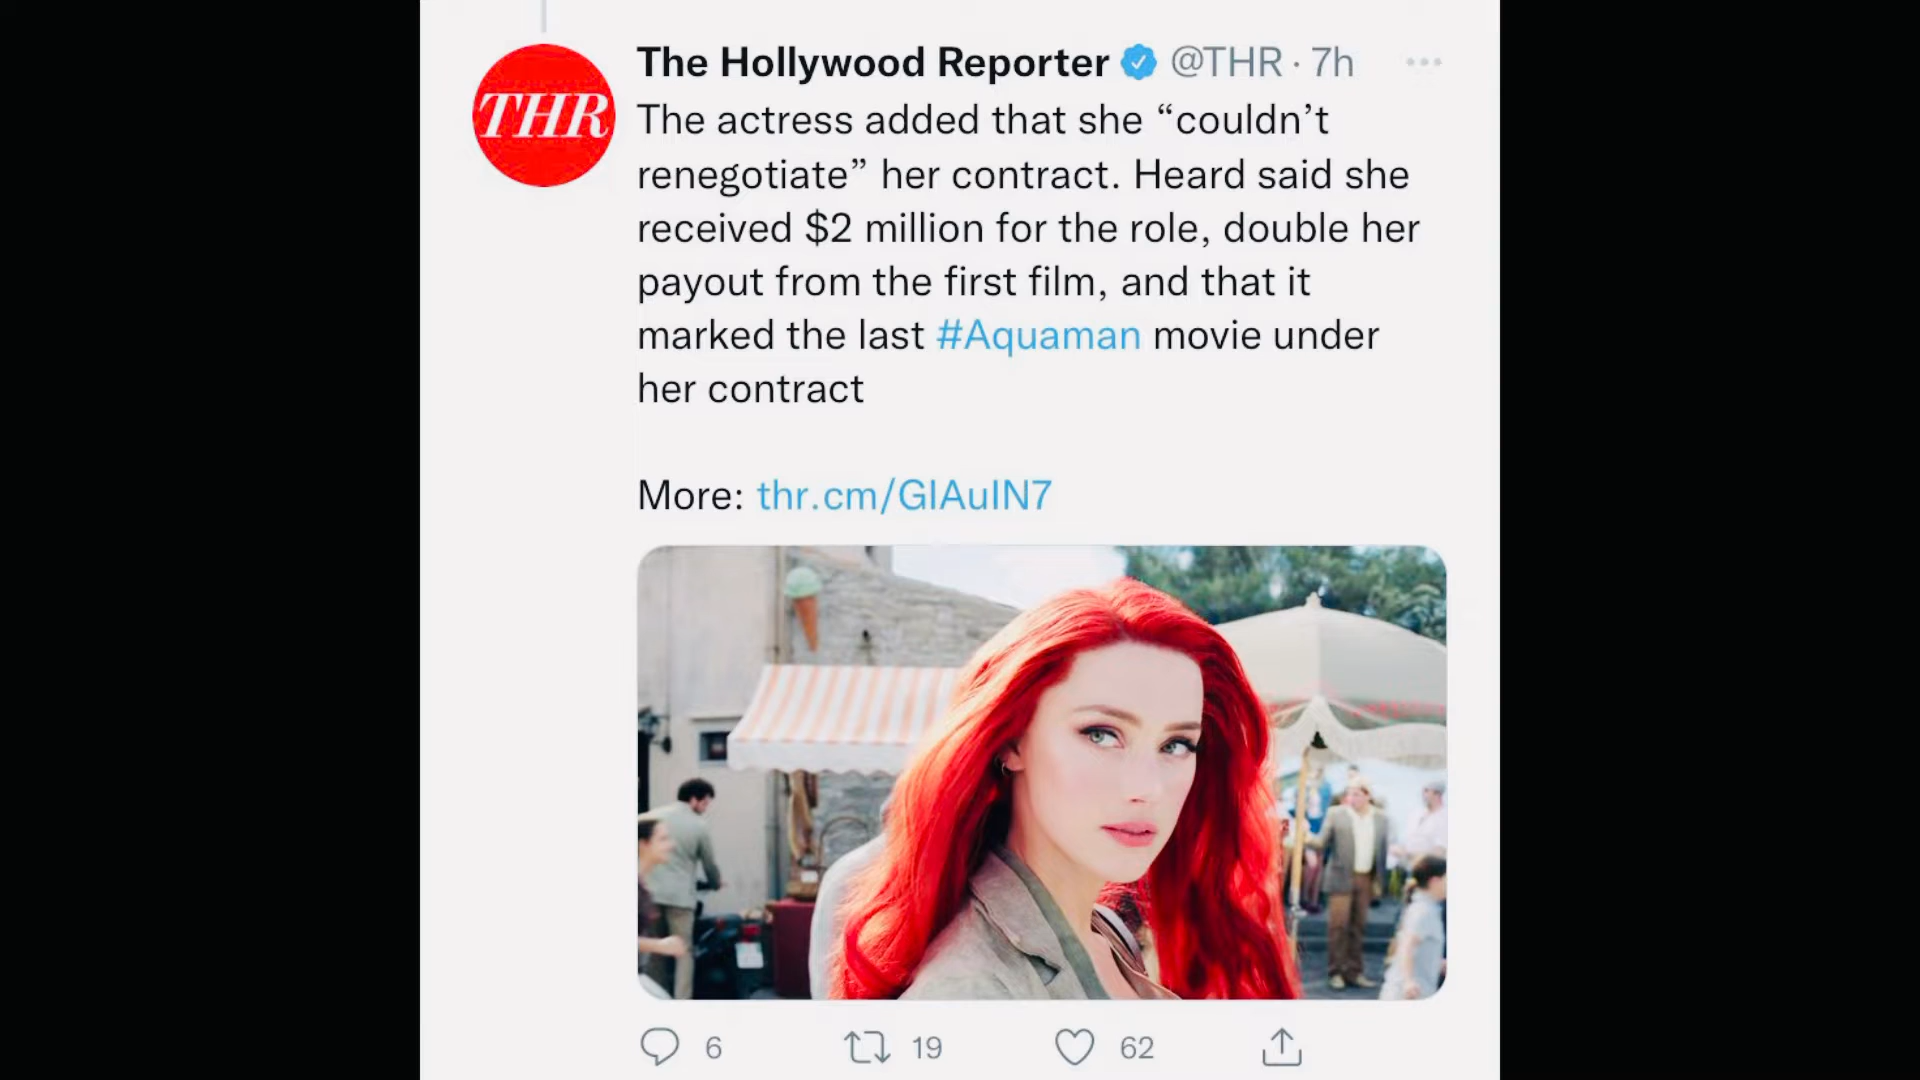 The Hollywood Reporter @THR · 7h
THR
The actress added that she “couldn’t
renegotiate” her contract. Heard said she
received $2 million for the role, double her
payout from the first film, and that it
marked the last #Aquaman movie under
her contract
More: thr.cm/GIAuIN7
6 19 62